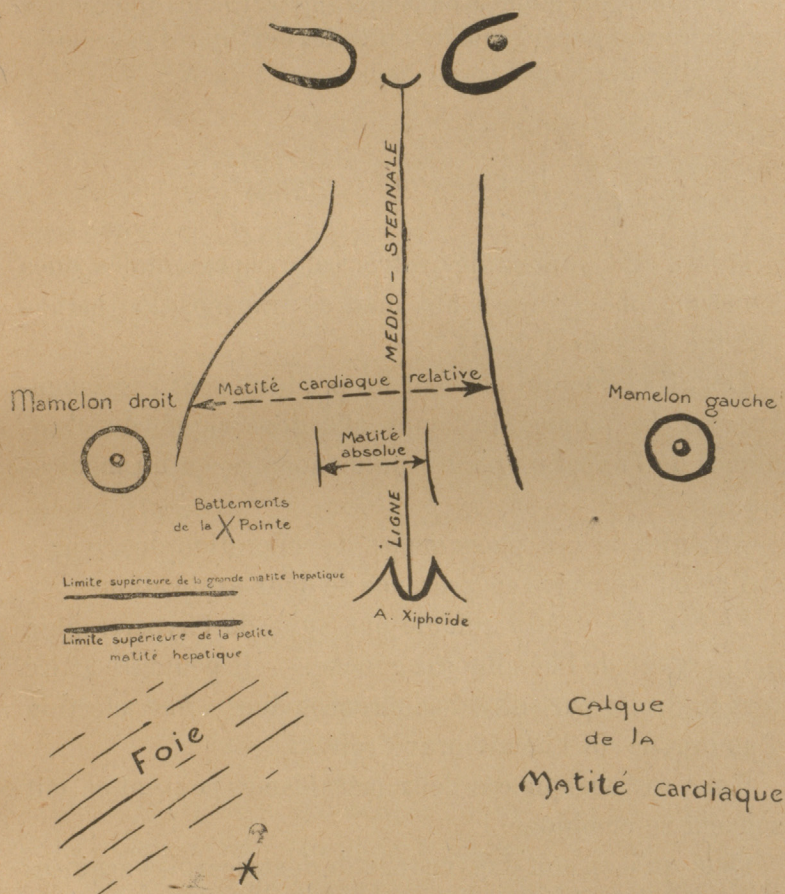 MEDIO - STERNALE
Matité cardiaque relative
Mamelon droit
Mamelon gauche
Matité
absolue
Battements
de la X Pointe
LIGNE
Limite supérieure de la grande matité hepatique
A. Xiphoïde
Limite supérieure de la petite
matité hepatique
Foie
Calque
de la
Matité cardiaque